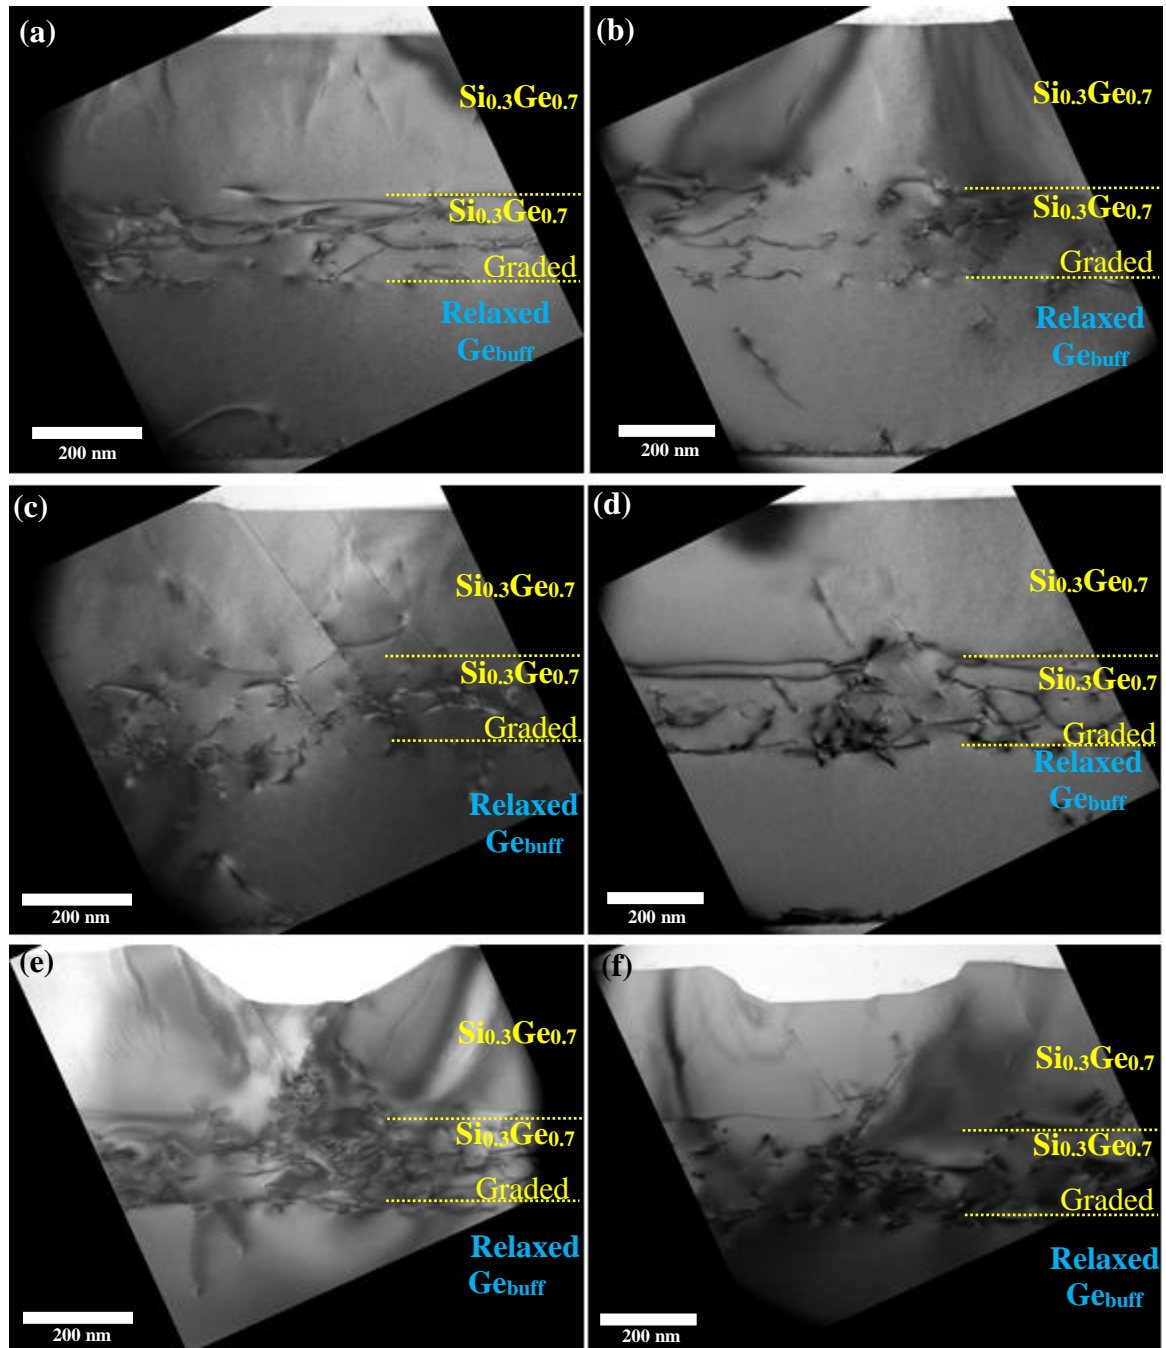 (a)
Si0.3Ge0.7
Si0.3Ge0.7
Graded
Relaxed
Gebuff
200 nm
(b)
Si0.3Ge0.7
Si0.3Ge0.7
Graded
Relaxed
Gebuff
200 nm
(c)
Si0.3Ge0.7
Si0.3Ge0.7
Graded
Relaxed
Gebuff
200 nm
(d)
Si0.3Ge0.7
Si0.3Ge0.7
Graded
Relaxed
Gebuff
200 nm
(e)
Si0.3Ge0.7
Si0.3Ge0.7
Graded
Relaxed
Gebuff
200 nm
(f)
Si0.3Ge0.7
Si0.3Ge0.7
Graded
Relaxed
Gebuff
200 nm